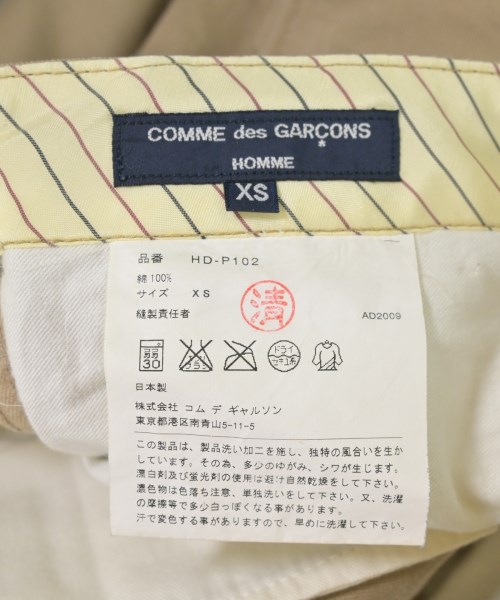 COMME des GARÇONS
HOMME
XS
品番 HD-P102
綿100%
サイズ XS
済
縫製責任者
AD2009
30
ドライ
日本製
株式会社 コム デ ギャルソン
東京都港区南青山5-11-5
この製品は、製品洗い加工を施し、独特の風合いを生か
しています。その為、多少のゆがみ、シワが生じます。
漂白剤及び蛍光剤の使用は避け自然乾燥をして下さい。
濃色物は色落ち注意、単独洗いをして下さい。又、洗濯
の摩擦等で多少白っぽくなる事があります。
汗で変色する事がありますので、早めに洗濯して下さい。